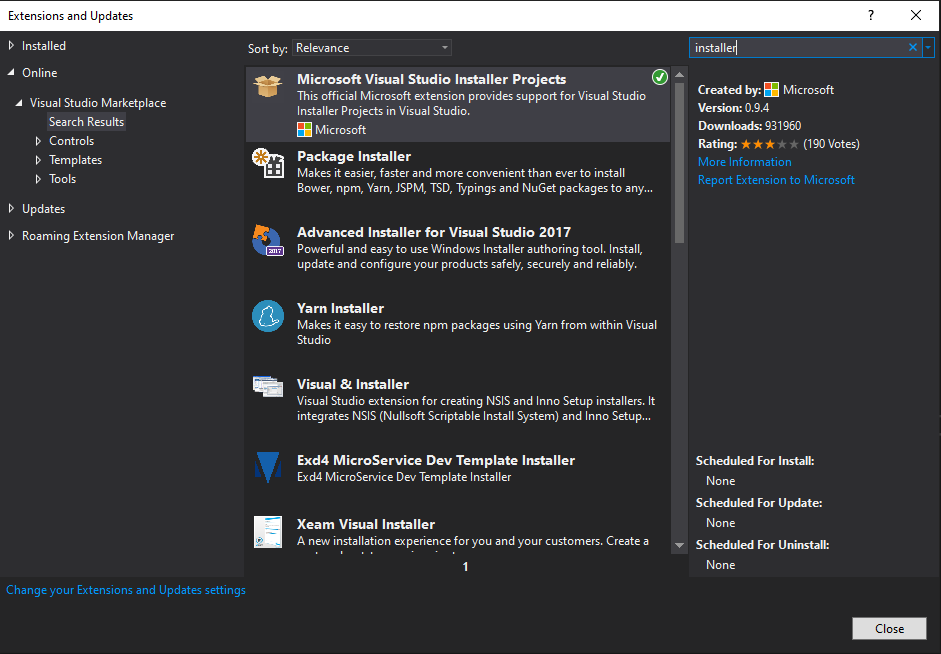 Extensions and Updates
?
Installed
Online
Visual Studio Marketplace
Search Results
Controls
Templates
Tools
Updates
Roaming Extension Manager
Sort by: Relevance
Microsoft Visual Studio Installer Projects
This official Microsoft extension provides support for Visual Studio
Installer Projects in Visual Studio.
Microsoft
Package Installer
Makes it easier, faster and more convenient than ever to install
Bower, npm, Yarn, JSPM, TSD, Typings and NuGet packages to any...
Advanced Installer for Visual Studio 2017
Powerful and easy to use Windows Installer authoring tool. Install,
update and configure your products safely, securely and reliably.
2017
Yarn Installer
Makes it easy to restore npm packages using Yarn from within Visual
Studio
Visual & Installer
Visual Studio extension for creating NSIS and Inno Setup installers. It
integrates NSIS (Nullsoft Scriptable Install System) and Inno Setup...
Exd4 MicroService Dev Template Installer
Exd4 MicroService Dev Template Installer
Xeam Visual Installer
A new installation experience for you and your customers. Create a
1
installer
Created by: Microsoft
Version: 0.9.4
Downloads: 931960
Rating: (190 Votes)
More Information
Report Extension to Microsoft
Scheduled For Install:
None
Scheduled For Update:
None
Scheduled For Uninstall:
None
Change your Extensions and Updates settings
Close